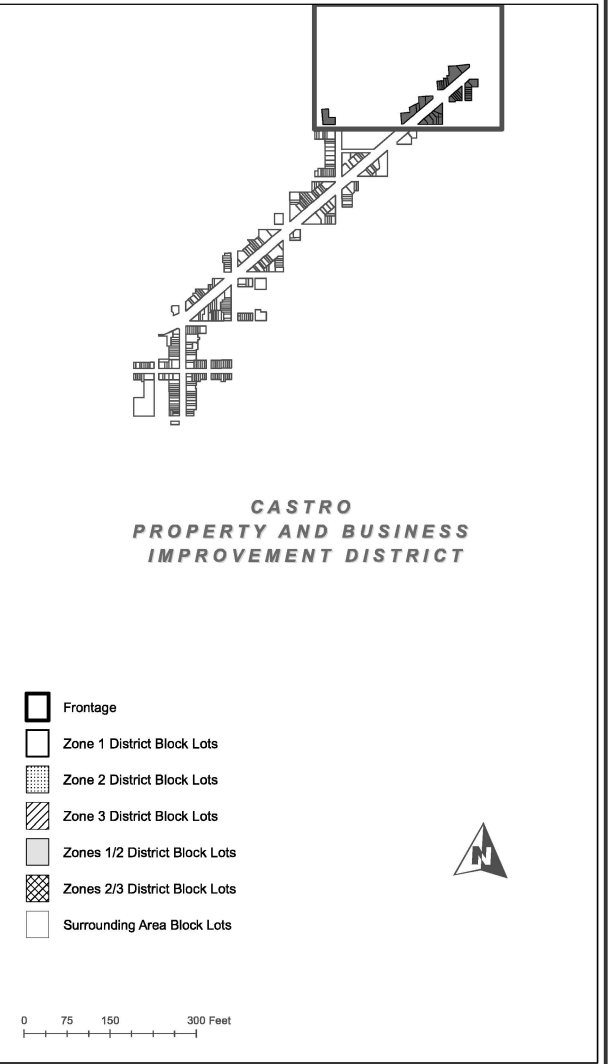 CASTRO
PROPERTY AND BUSINESS
IMPROVEMENT DISTRICT
Frontage
Zone 1 District Block Lots
Zone 2 District Block Lots
Zone 3 District Block Lots
Zones 1/2 District Block Lots
Zones 2/3 District Block Lots
Surrounding Area Block Lots
N
0 75 150 300 Feet